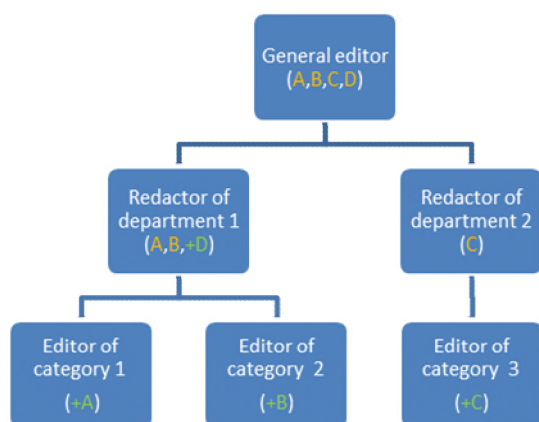 General editor
(A,B,C,D)
Redactor of
department 1
(A,B,+D)
Redactor of
department 2
(C)
Editor of
category 1
(+A)
Editor of
category 2
(+B)
Editor of
category 3
(+C)